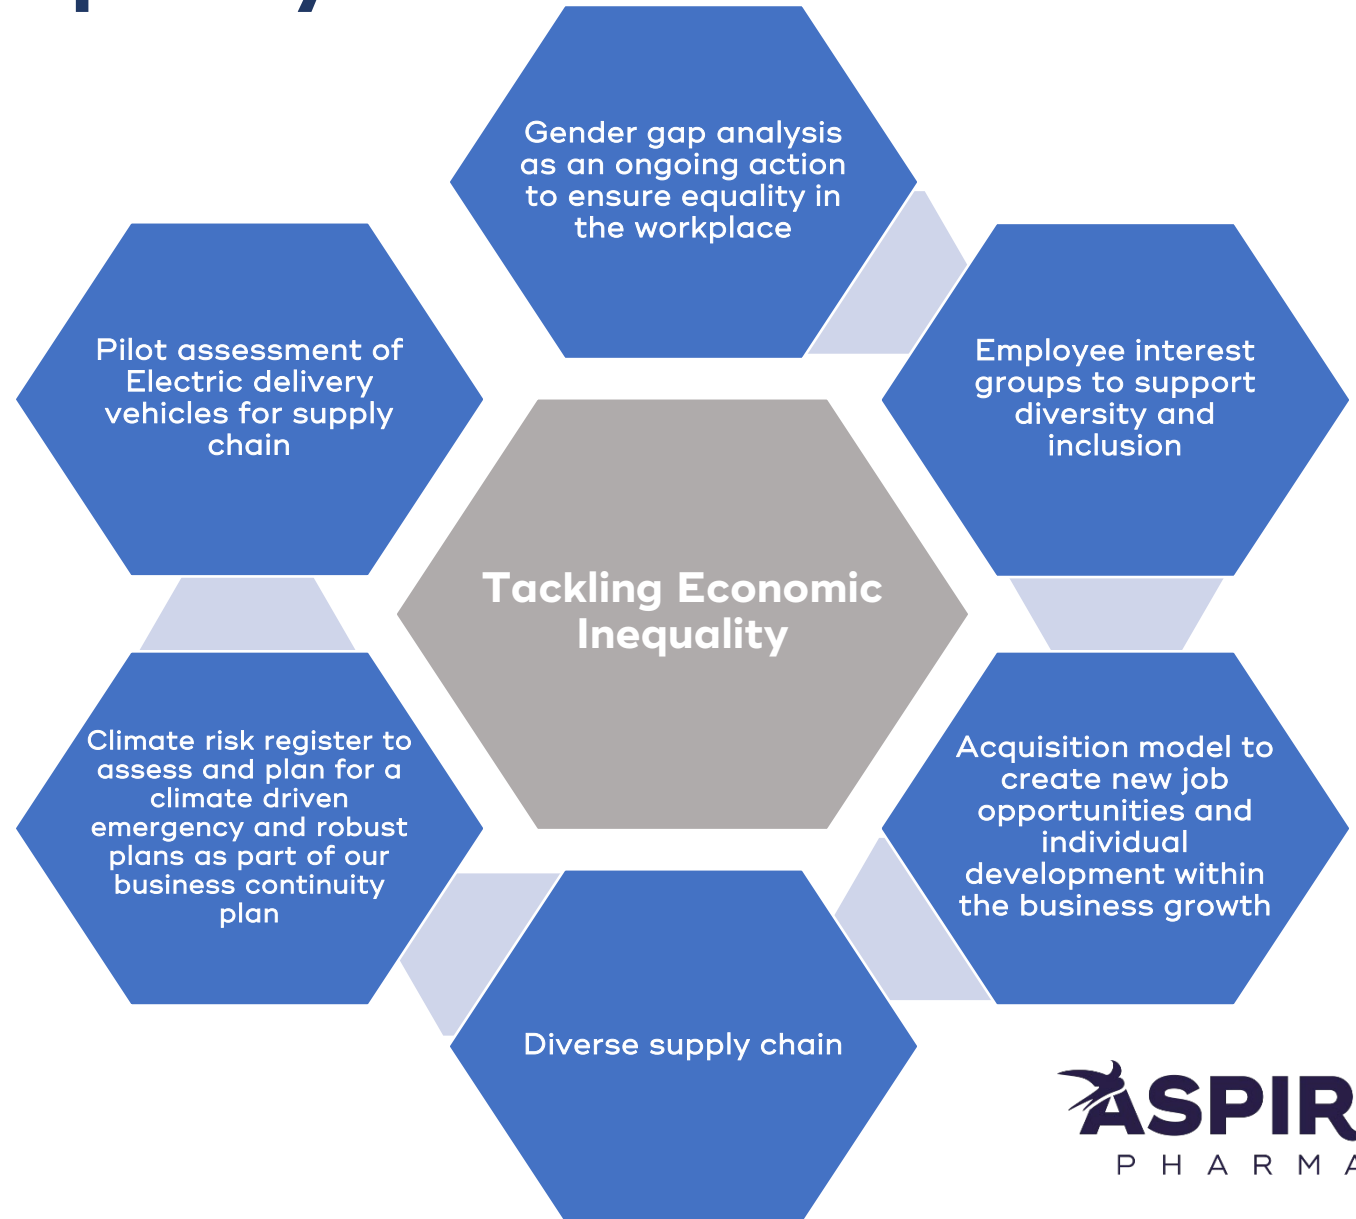 Gender gap analysis
as an ongoing action
to ensure equality in
the workplace
Employee interest
groups to support
diversity and
inclusion
Acquisition model to
create new job
opportunities and
individual
development within
the business growth
Diverse supply chain
Climate risk register to
assess and plan for a
climate driven
emergency and robust
plans as part of our
business continuity
plan
Pilot assessment of
Electric delivery
vehicles for supply
chain
Tackling Economic
Inequality
ASPIR
PHARMA